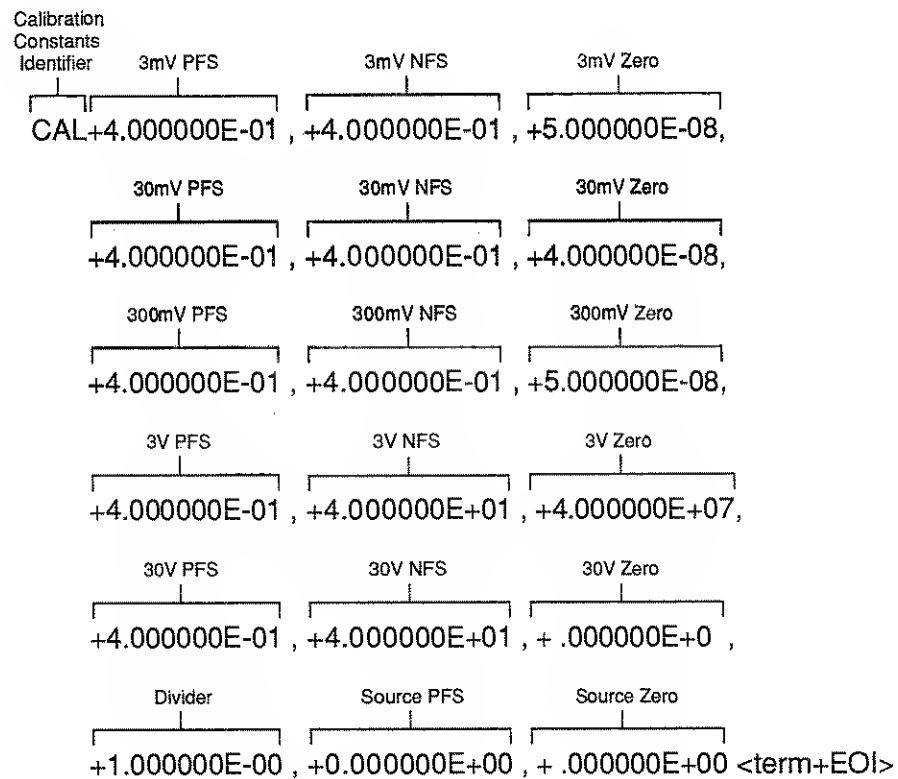 Calibration
Constants
Identifier
3mV PFS 3mV NFS 3mV Zero
CAL+4.000000E-01 , +4.000000E-01 , +5.000000E-08,
30mV PFS 30mV NFS 30mV Zero
+4.000000E-01 , +4.000000E-01 , +4.000000E-08,
300mV PFS 300mV NFS 300mV Zero
+4.000000E-01 , +4.000000E-01 , +5.000000E-08,
3V PFS 3V NFS 3V Zero
+4.000000E-01 , +4.000000E+01 , +4.000000E+07,
30V PFS 30V NFS 30V Zero
+4.000000E-01 , +4.000000E+01 , + .000000E+0 ,
Divider Source PFS Source Zero
+1.000000E-00 , +0.000000E+00 , + .000000E+00 <term+EOI>